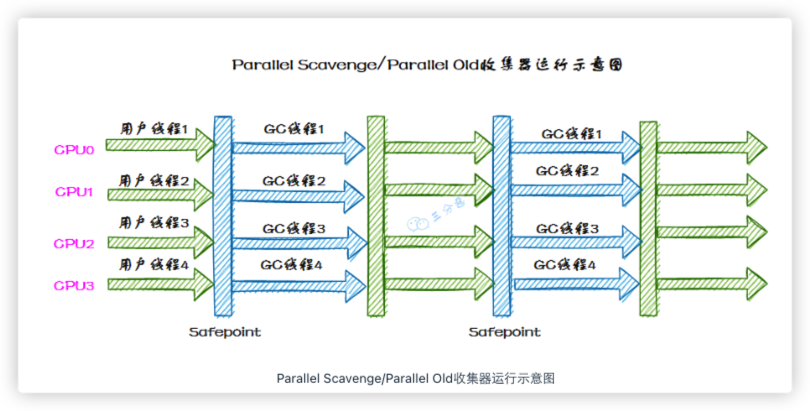 Parallel Scavenge/Parallel Old收集器运行示意图
用户线程1 GC线程1 GC线程1
CPU0
用户线程2 GC线程2 GC线程2
CPU1
用户线程3 GC线程3 GC线程3
CPU2
用户线程4 GC线程4 GC线程4
CPU3
三分恶
Safepoint Safepoint
Parallel Scavenge/Parallel Old收集器运行示意图